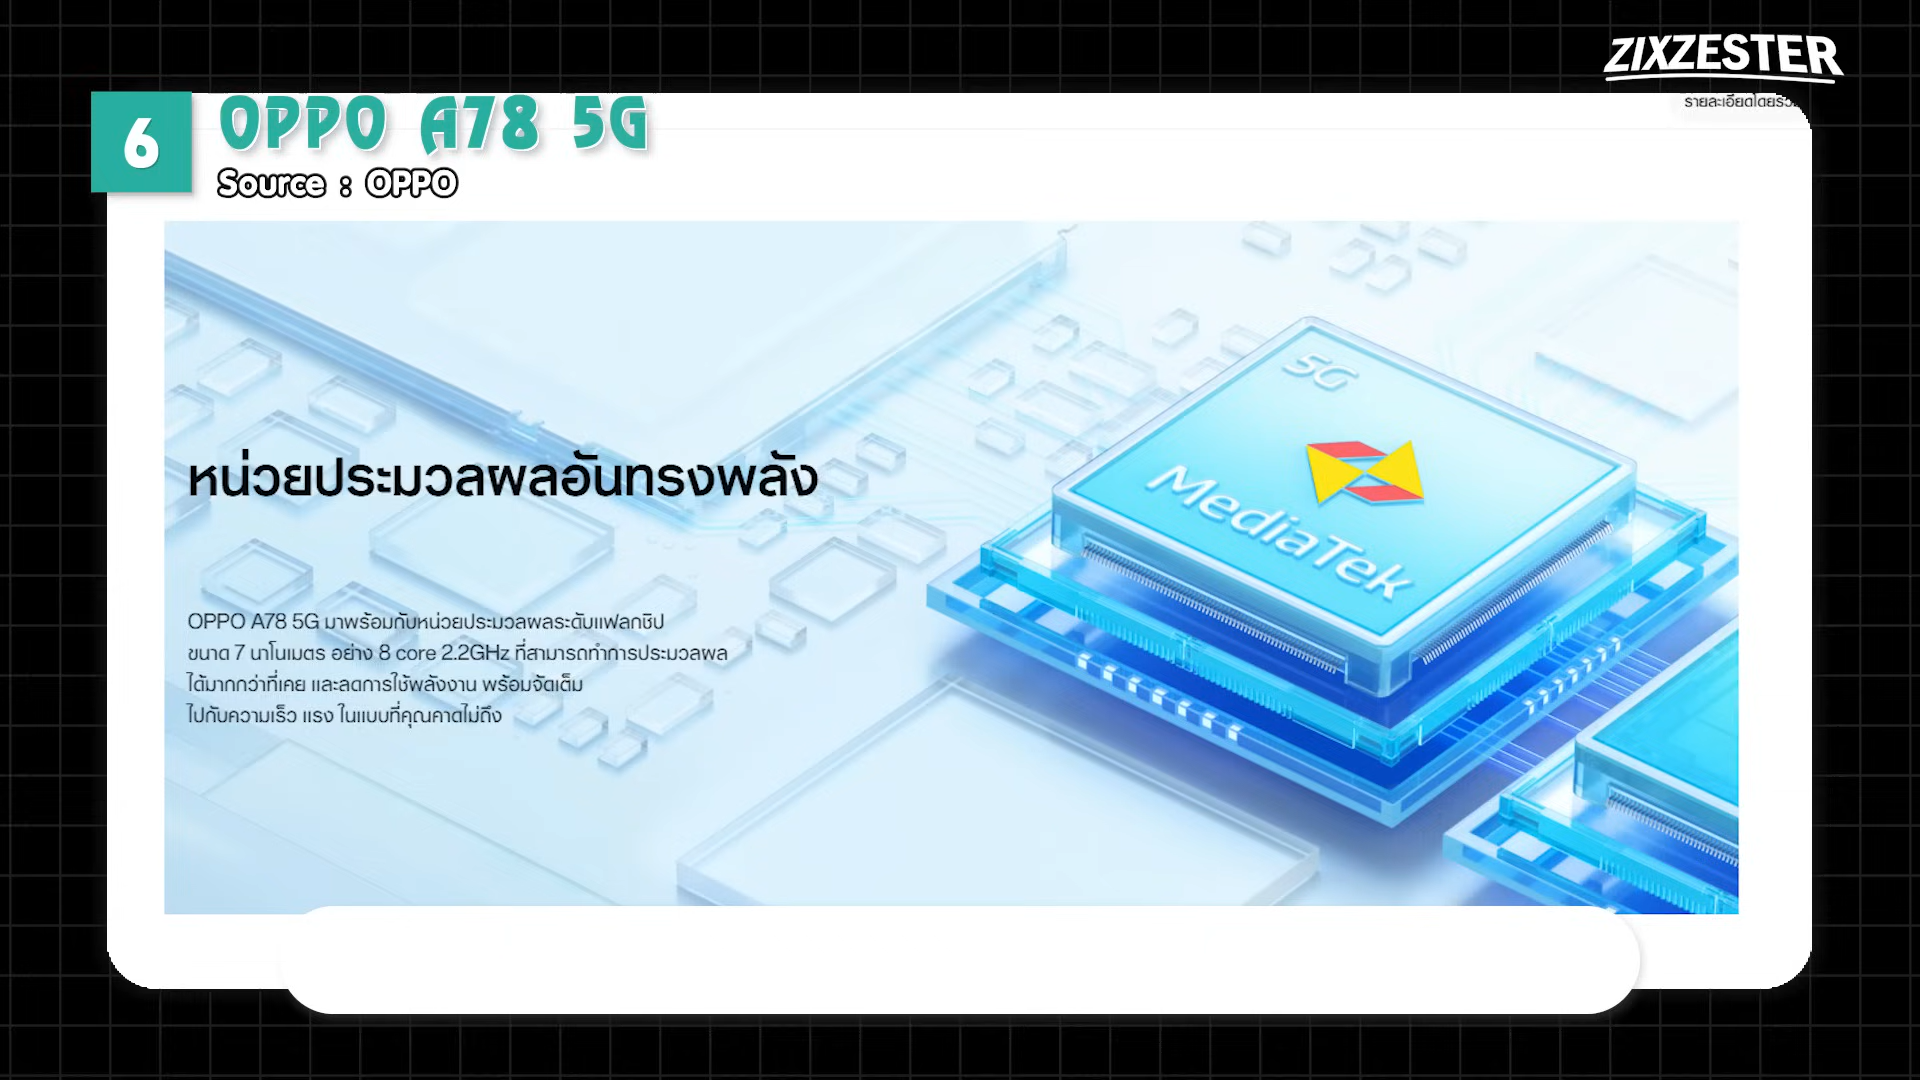 ZIXZESTER
6
OPPO A78 5G
Source : OPPO
หน่วยประมวลผลอันทรงพลัง
5G
MediaTek
OPPO A78 5G มาพร้อมกับหน่วยประมวลผลระดับแฟลกชิป
ขนาด 7 นาโนเมตร อย่าง 8 core 2.2GHz ที่สามารถทำการประมวลผล
ได้มากกว่าที่เคย และลดการใช้พลังงาน พร้อมจัดเต็ม
ไปกับความเร็ว แรง ในแบบที่คุณคาดไม่ถึง